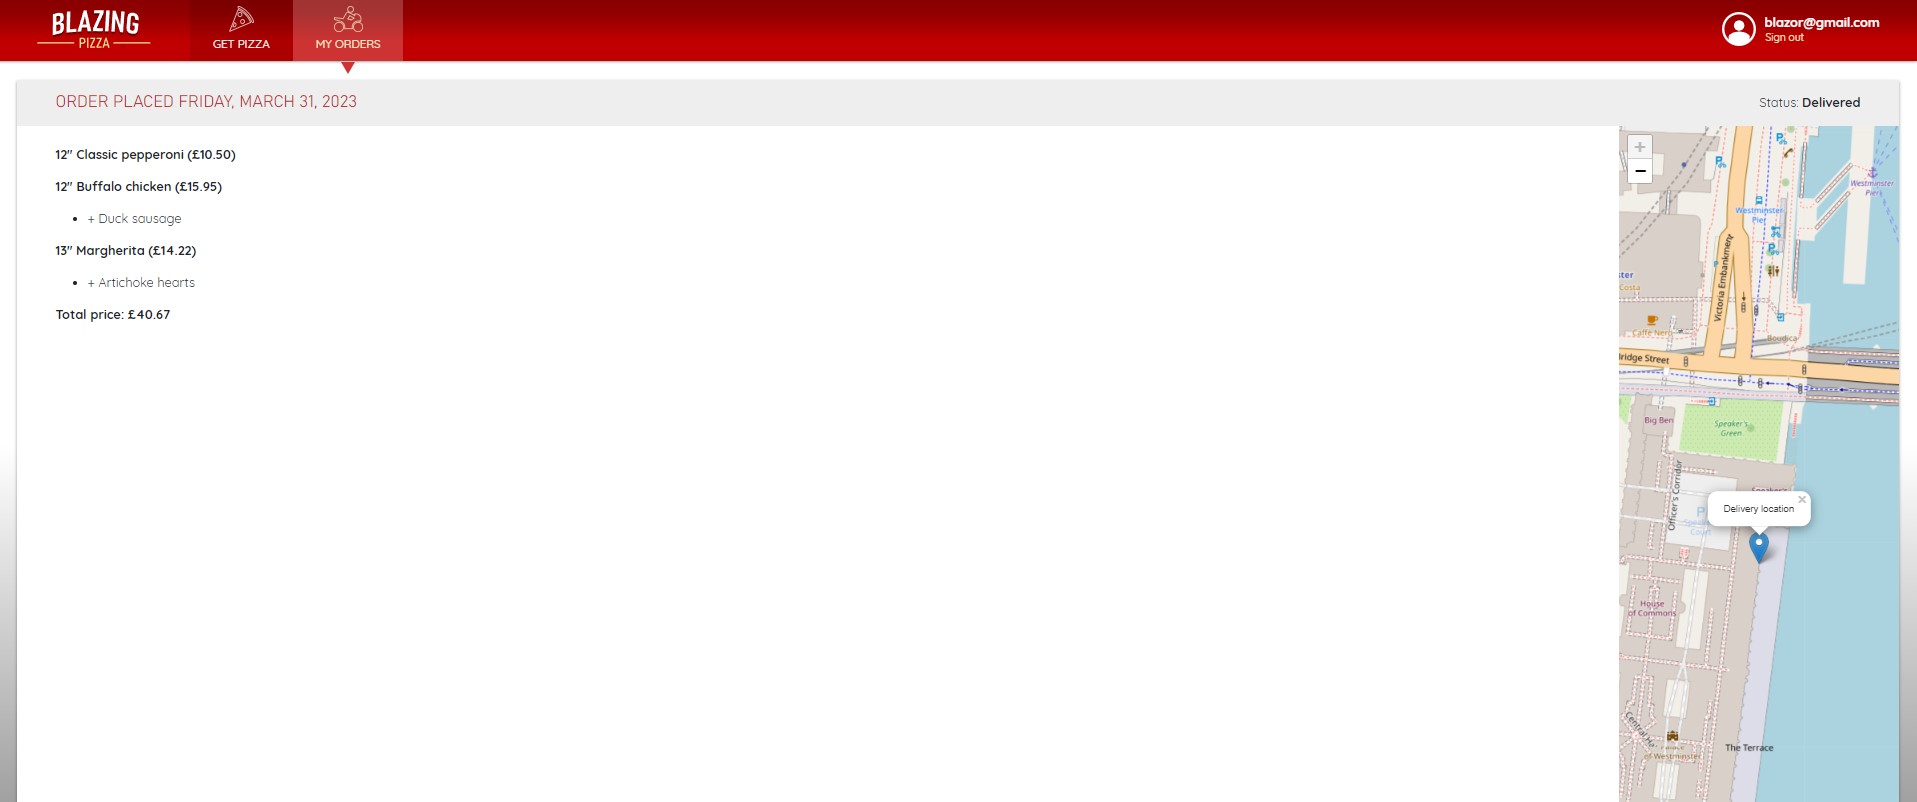 BLAZING
PIZZA
GET PIZZA
MY ORDERS
blazor@gmail.com
Sign out
ORDER PLACED FRIDAY, MARCH 31, 2023
Status: Delivered
12" Classic pepperoni (£10.50)
12" Buffalo chicken (£15.95)
+ Duck sausage
13" Margherita (£14.22)
+ Artichoke hearts
Total price: £40.67
+
−
Westminster
Piers
Westminster
Pier
Victoria Embankment
Costa
Caffè Nero
Boudica
Bridge Street
Big Ben
Speaker's
Green
Officer's Corridor
Speaker's
Delivery location
×
Court
House
of Commons
Central
of Westminster
The Terrace